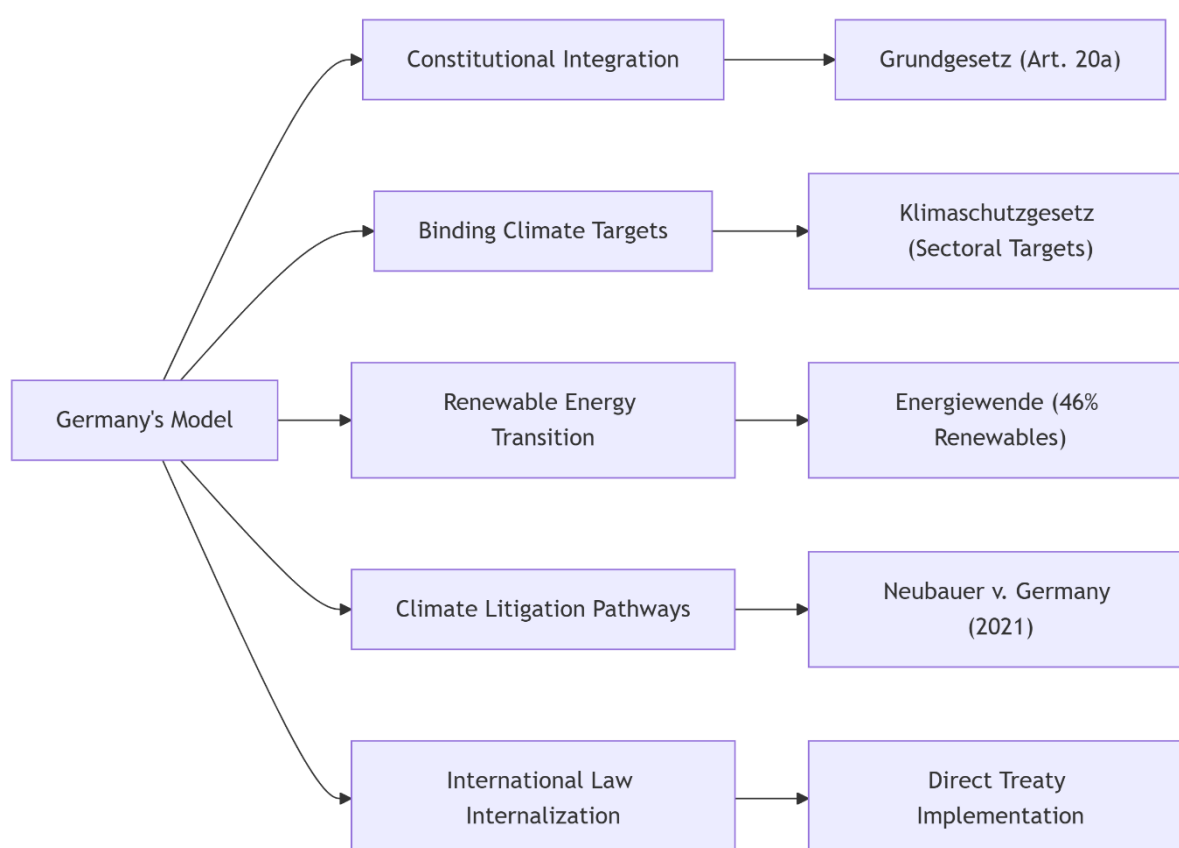 Constitutional Integration
Grundgesetz (Art. 20a)
Binding Climate Targets
Klimaschutzgesetz
(Sectoral Targets)
Germany's Model
Renewable Energy
Transition
Energiewende (46%
Renewables)
Climate Litigation Pathways
Neubauer v. Germany
(2021)
International Law
Internalization
Direct Treaty
Implementation